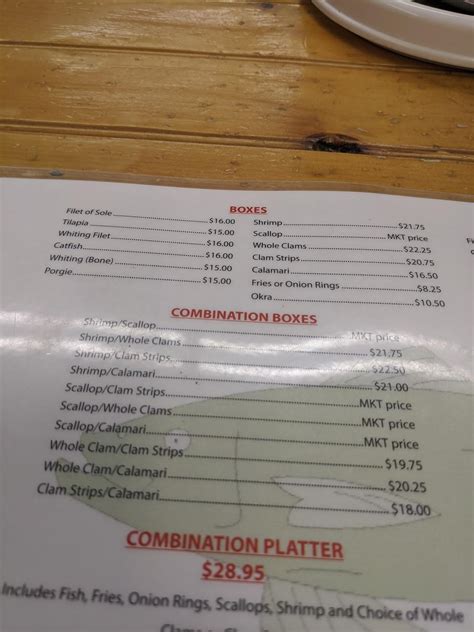 BOXES
Filet of Sole $16.00
Tilapia $15.00
Whiting Filet $16.00
Catfish $16.00
Whiting (Bone) $15.00
Porgie $15.00
Shrimp $21.75
Scallop MKT price
Whole Clams $22.25
Clam Strips $20.75
Calamari $16.50
Fries or Onion Rings $8.25
Okra $10.50
COMBINATION BOXES
Shrimp/Scallop MKT price
Shrimp/Whole Clams $21.75
Shrimp/Clam Strips $22.50
Shrimp/Calamari $21.00
Scallop/Clam Strips MKT price
Scallop/Whole Clams MKT price
Scallop/Calamari MKT price
Whole Clam/Clam Strips $19.75
Whole Clam/Calamari $20.25
Clam Strips/Calamari $18.00
COMBINATION PLATTER
$28.95
Includes Fish, Fries, Onion Rings, Scallops, Shrimp and Choice of Whole